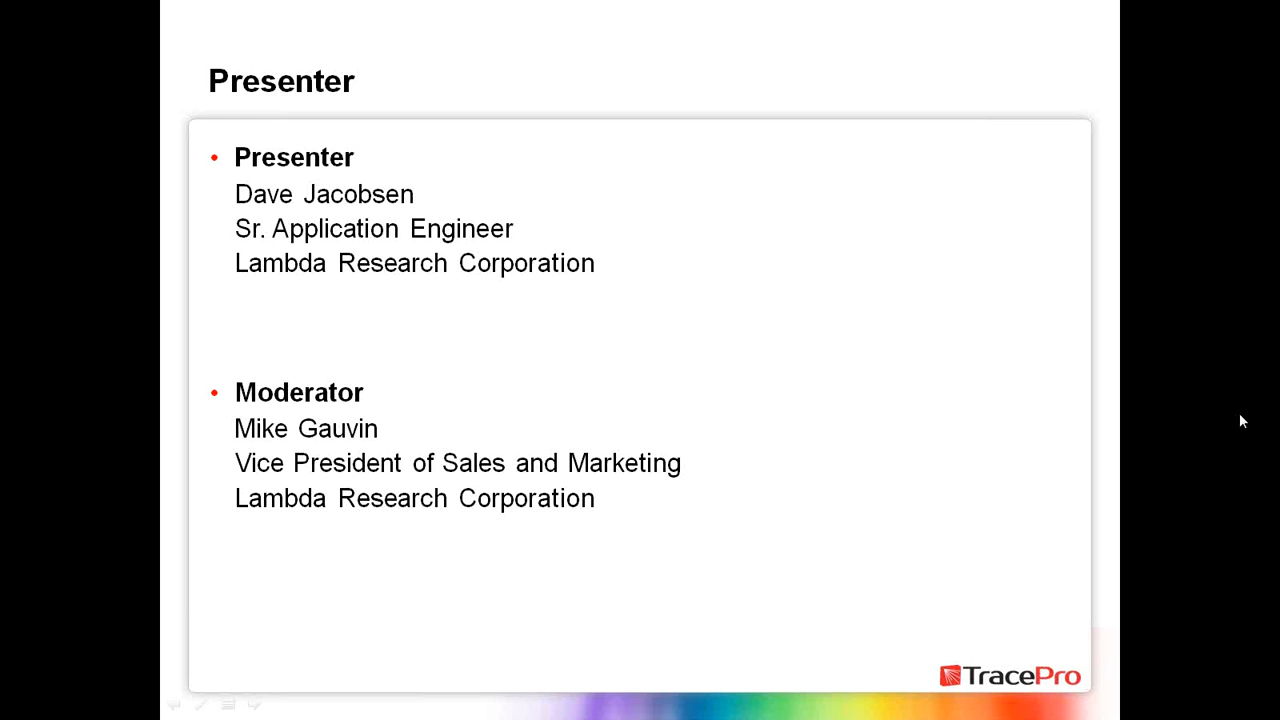 Presenter
• Presenter
Dave Jacobsen
Sr. Application Engineer
Lambda Research Corporation
• Moderator
Mike Gauvin
Vice President of Sales and Marketing
Lambda Research Corporation
TracePro